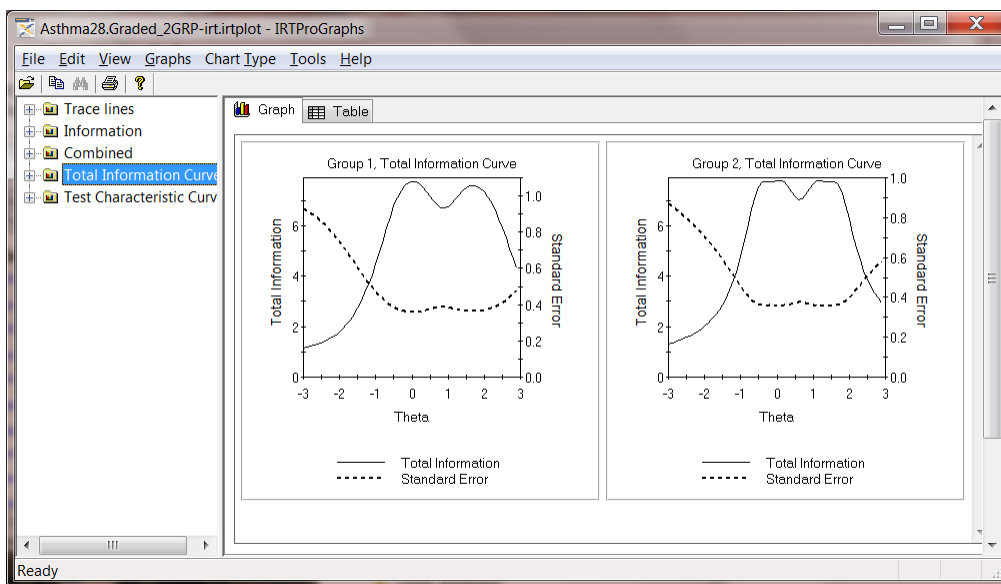 Asthma28.Graded_2GRP-irt.irtplot - IRTProGraphs
File Edit View Graphs Chart Type Tools Help
Trace lines
Information
Combined
Total Information Curve
Test Characteristic Curv
Graph Table
Group 1, Total Information Curve
Total Information
6
4
2
0
1.0
0.8
0.6
0.4
0.2
0.0
Standard Error
-3 -2 -1 0 1 2 3
Theta
Total Information
Standard Error
Group 2, Total Information Curve
Total Information
6
4
2
0
1.0
0.8
0.6
0.4
0.2
0.0
Standard Error
-3 -2 -1 0 1 2 3
Theta
Total Information
Standard Error
Ready